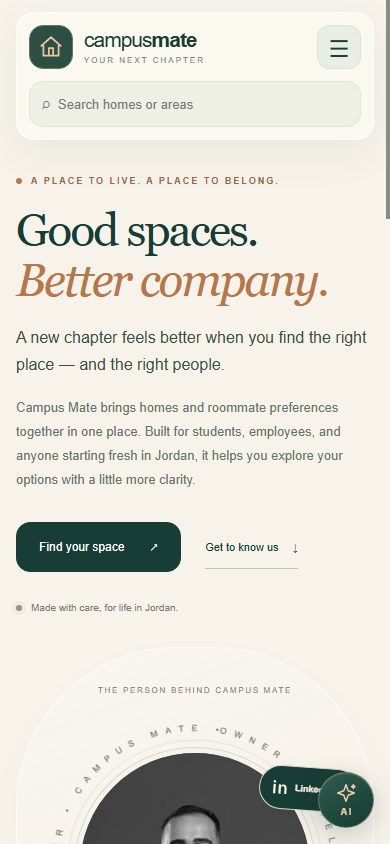 campusmate
YOUR NEXT CHAPTER
Search homes or areas
A PLACE TO LIVE. A PLACE TO BELONG.
Good spaces.
Better company.
A new chapter feels better when you find the right
place — and the right people.
Campus Mate brings homes and roommate preferences
together in one place. Built for students, employees, and
anyone starting fresh in Jordan, it helps you explore your
options with a little more clarity.
Find your space ↗
Get to know us ↓
Made with care, for life in Jordan.
THE PERSON BEHIND CAMPUS MATE
• CAMPUS MATE • OWNER
in
AI